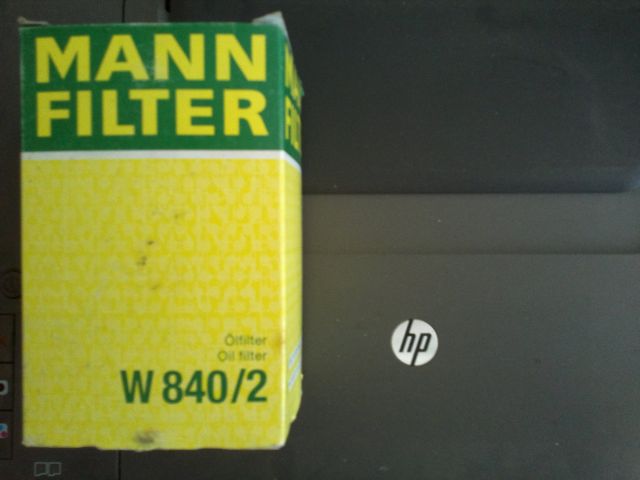 MANN
FILTER
Ölfilter
Oil filter
W 840/2
hp